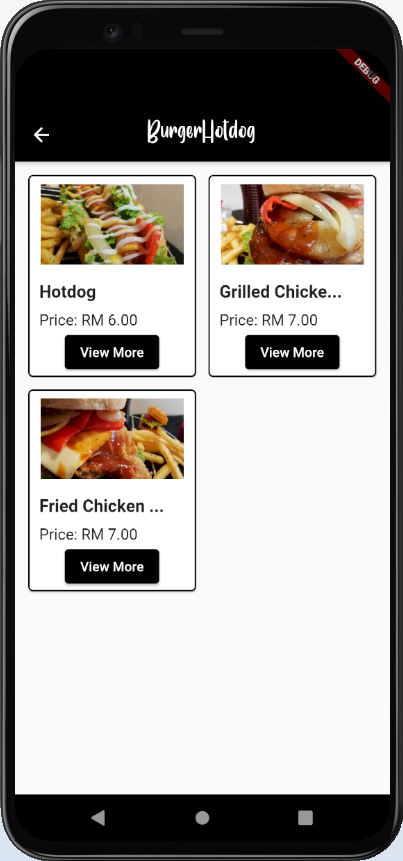 DEBUG
BurgerHotdog
Hotdog
Price: RM 6.00
View More
Grilled Chicke...
Price: RM 7.00
View More
Fried Chicken ...
Price: RM 7.00
View More